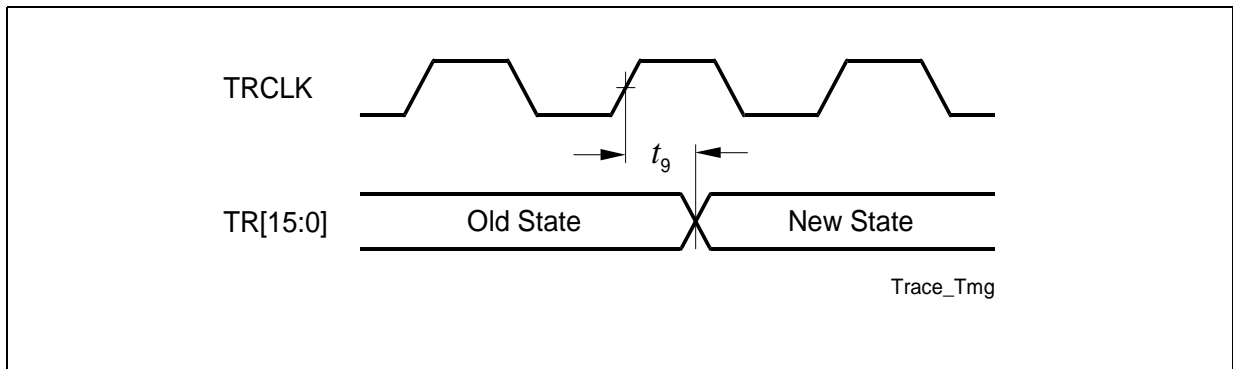 TRCLK
t9
TR[15:0]
Old State
New State
Trace_Tmg